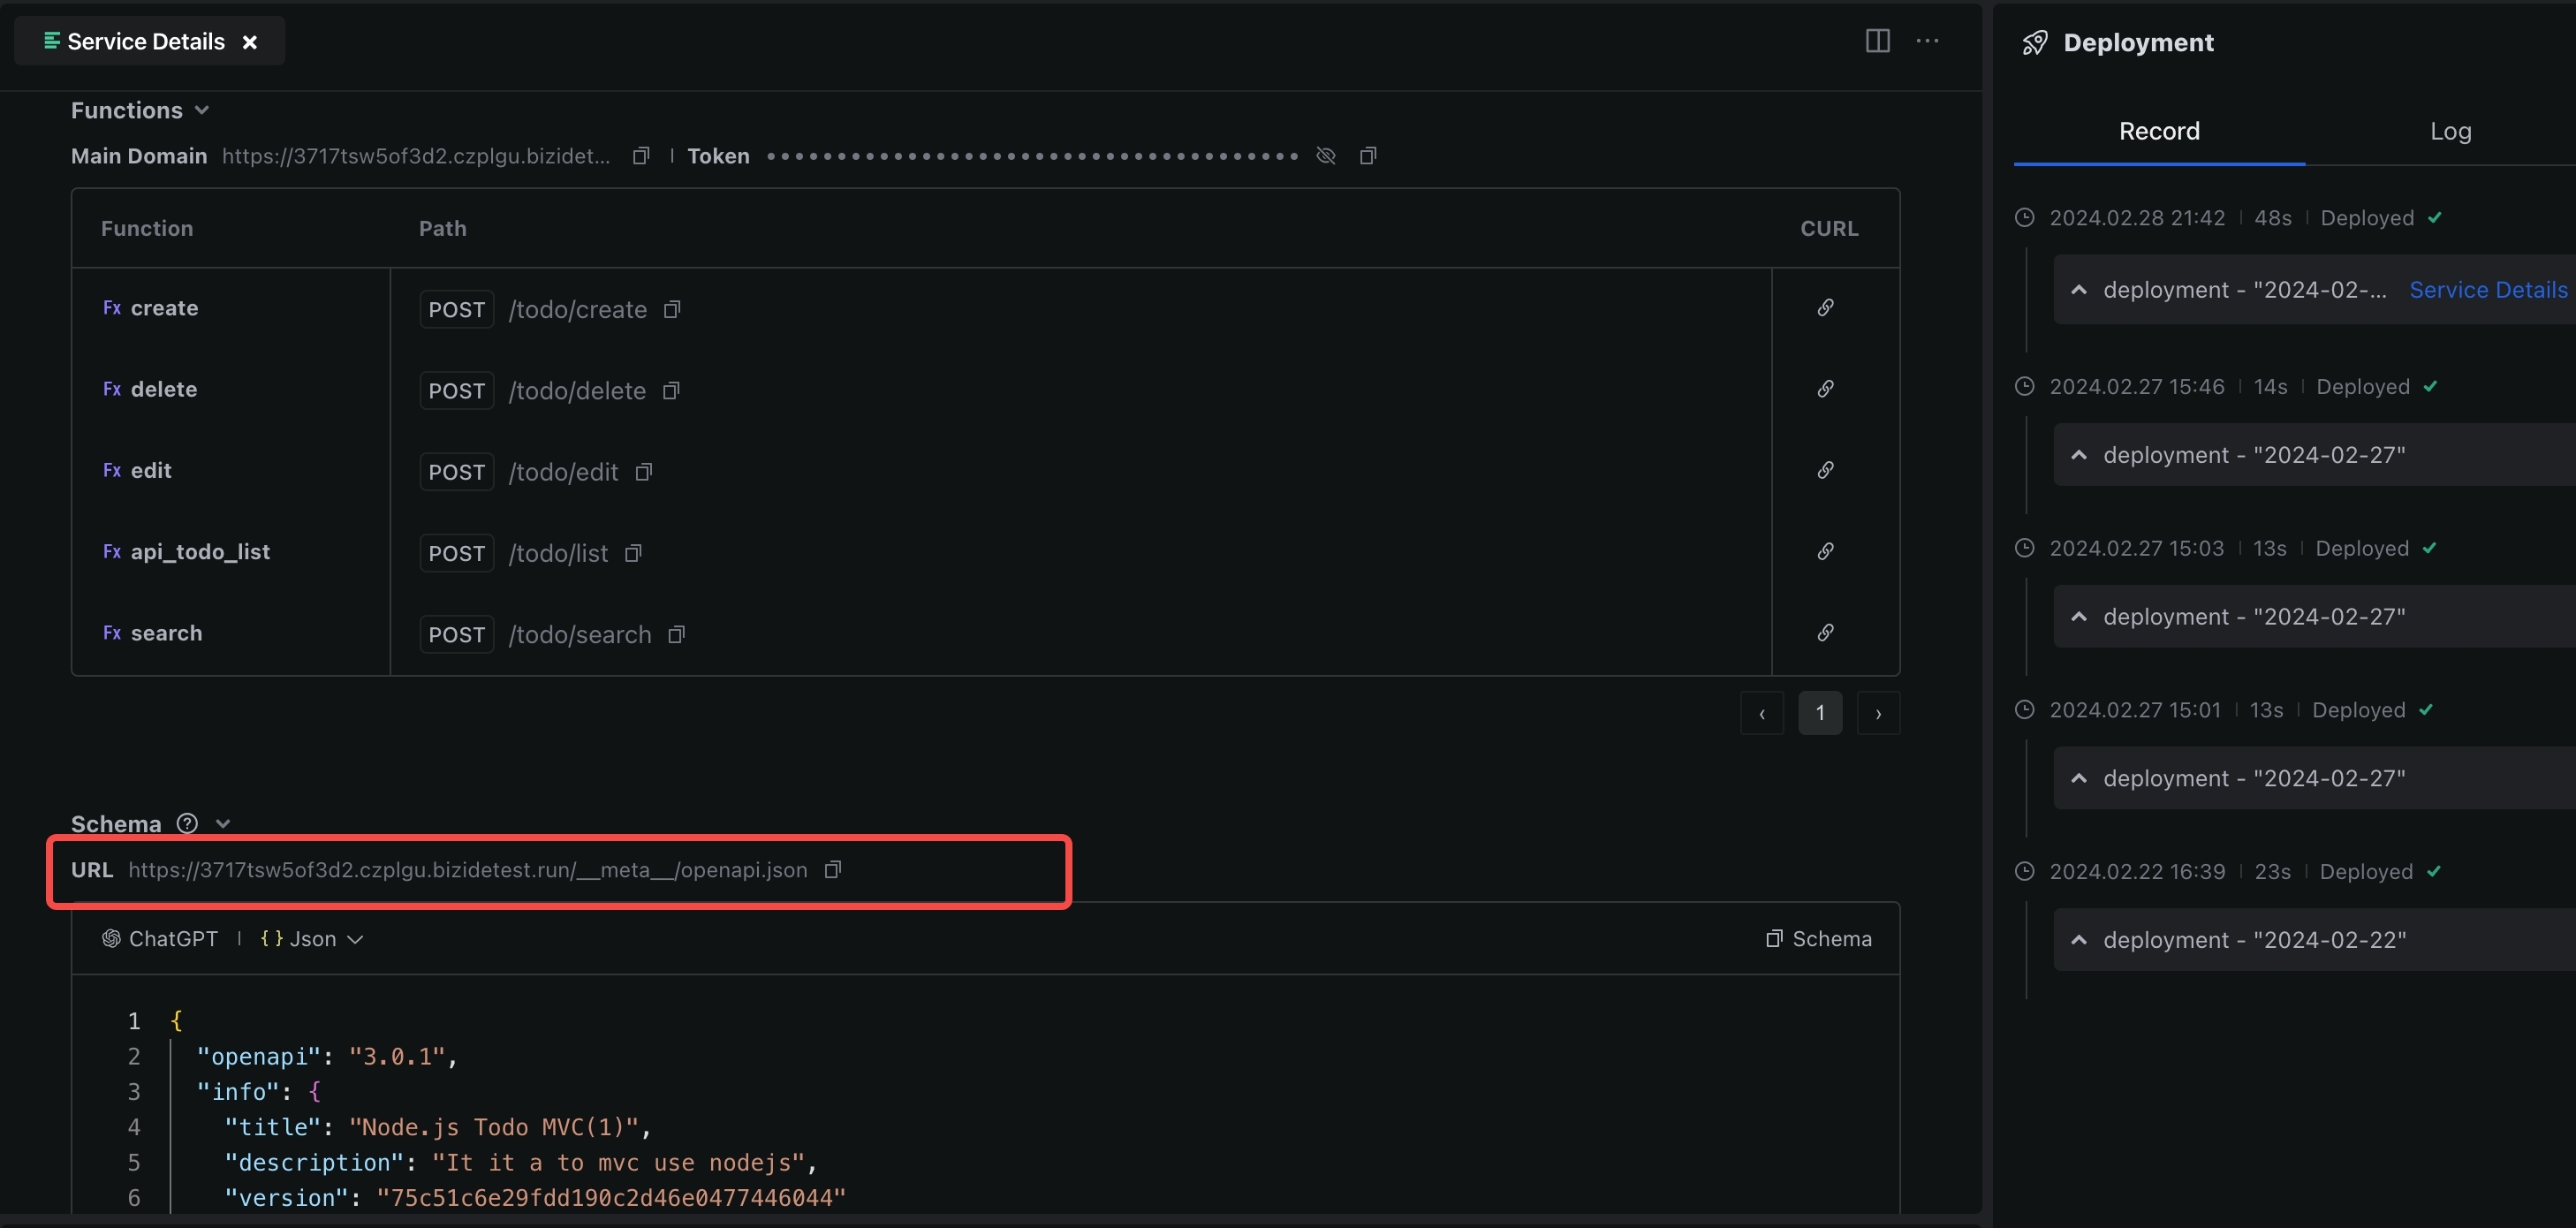 Service Details
Functions
Main Domain https://3717tsw5of3d2.czplgu.bizidet... Token
Function Path CURL
Fx create POST /todo/create
Fx delete POST /todo/delete
Fx edit POST /todo/edit
Fx api_todo_list POST /todo/list
Fx search POST /todo/search
‹ 1 ›
Schema ?
URL https://3717tsw5of3d2.czplgu.bizidetest.run/__meta__/openapi.json
ChatGPT | {} Json Schema
1 {
2 "openapi": "3.0.1",
3 "info": {
4 "title": "Node.js Todo MVC(1)",
5 "description": "It it a to mvc use nodejs",
6 "version": "75c51c6e29fdd190c2d46e0477446044"
Deployment
Record Log
2024.02.28 21:42 | 48s | Deployed
deployment - "2024-02-... Service Details
2024.02.27 15:46 | 14s | Deployed
deployment - "2024-02-27"
2024.02.27 15:03 | 13s | Deployed
deployment - "2024-02-27"
2024.02.27 15:01 | 13s | Deployed
deployment - "2024-02-27"
2024.02.22 16:39 | 23s | Deployed
deployment - "2024-02-22"